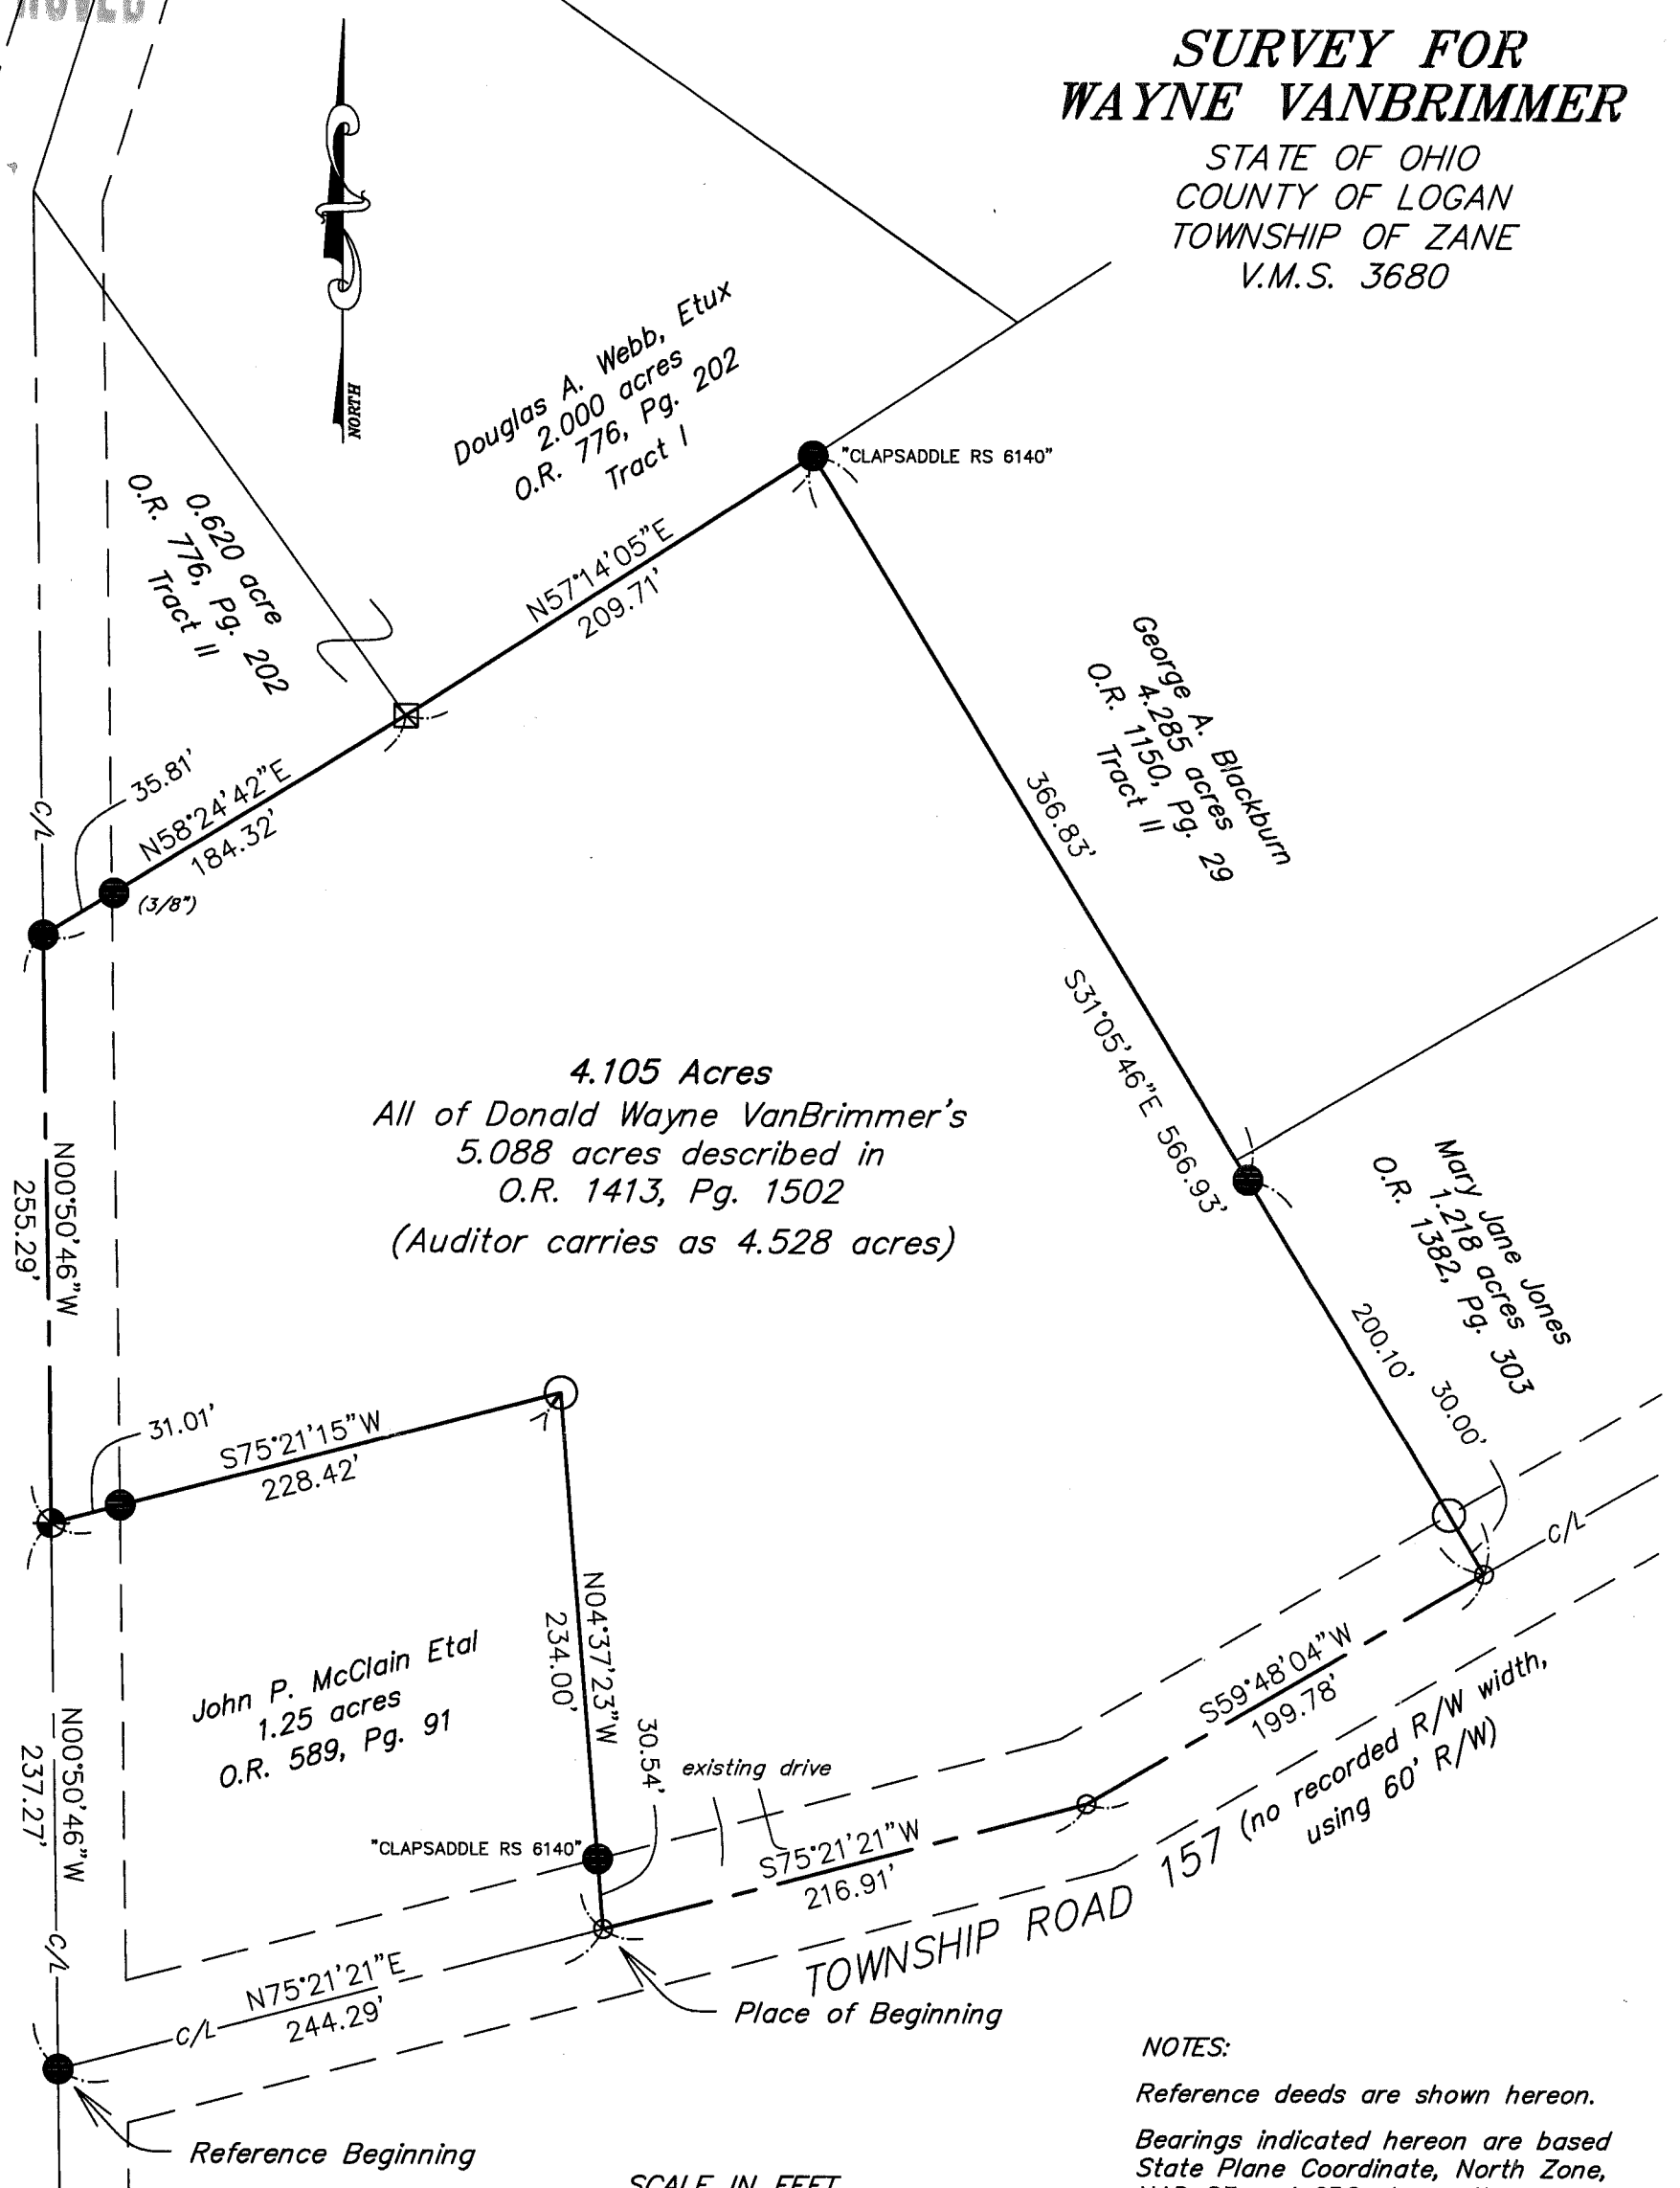 SURVEY FOR
WAYNE VANBRIMMER
STATE OF OHIO
COUNTY OF LOGAN
TOWNSHIP OF ZANE
V.M.S. 3680
NORTH
Douglas A. Webb, Etux
2.000 acres
O.R. 776, Pg. 202
Tract I
"CLAPSADDLE RS 6140"
0.620 acre
O.R. 776, Pg. 202
Tract II
N57°14'05"E
209.71'
George A. Blackburn
4.285 acres
O.R. 1150, Pg. 29
Tract II
35.81'
C/L
N58°24'42"E
184.32'
(3/8")
366.83'
S31°05'46"E 566.93'
4.105 Acres
All of Donald Wayne VanBrimmer's
5.088 acres described in
O.R. 1413, Pg. 1502
(Auditor carries as 4.528 acres)
N00°50'46"W
255.29'
Mary Jane Jones
1.218 acres
O.R. 1382, Pg. 303
200.10'
30.00'
31.01'
S75°21'15"W
228.42'
C/L
N04°37'23"W
234.00'
John P. McClain Etal
1.25 acres
O.R. 589, Pg. 91
S59°48'04"W
199.78'
N00°50'46"W
237.27'
30.54'
existing drive
"CLAPSADDLE RS 6140"
S75°21'21"W
216.91'
TOWNSHIP ROAD 157 (no recorded R/W width,
using 60' R/W)
C/L
N75°21'21"E
244.29'
C/L
Place of Beginning
Reference Beginning
NOTES:
Reference deeds are shown hereon.
Bearings indicated hereon are based
State Plane Coordinate, North Zone,
SCALE IN FEET